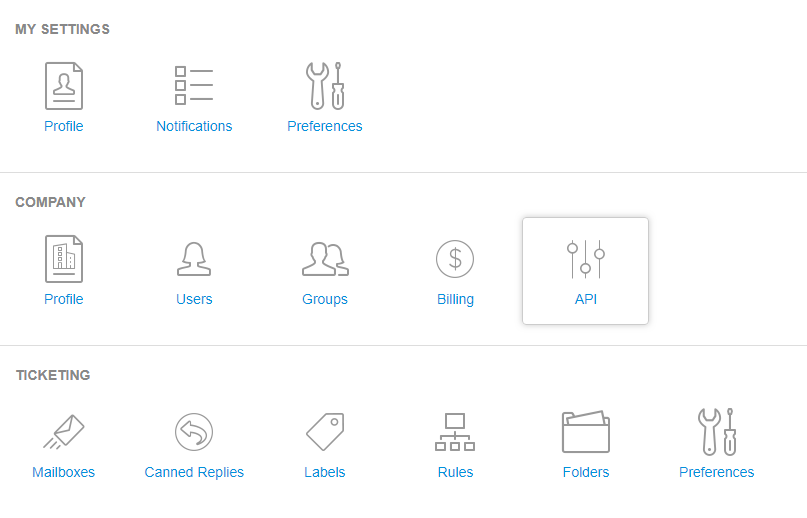 MY SETTINGS
Profile
Notifications
Preferences
COMPANY
Profile
Users
Groups
$
Billing
API
TICKETING
Mailboxes
Canned Replies
Labels
Rules
Folders
Preferences